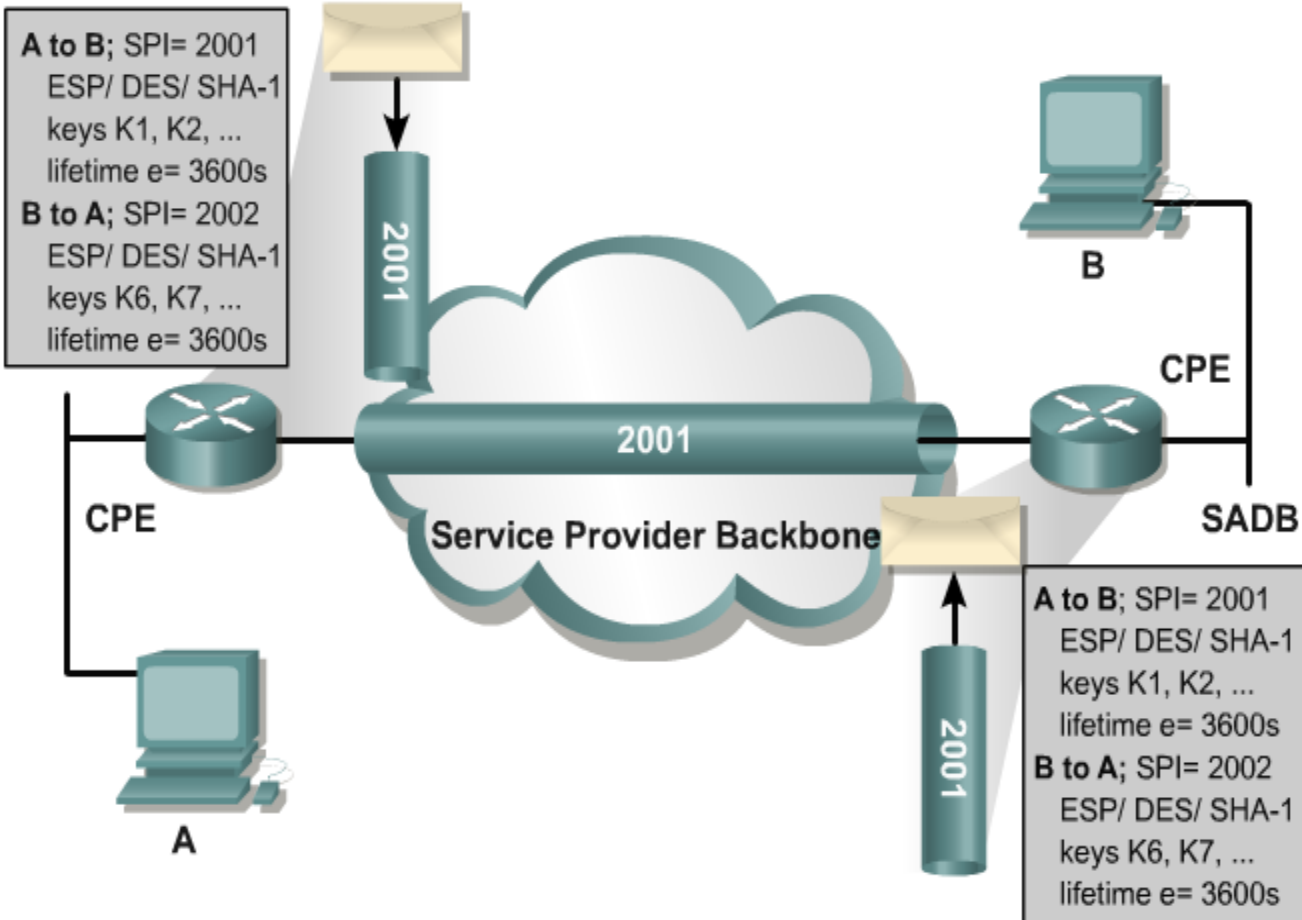 A to B; SPI= 2001
ESP/ DES/ SHA-1
keys K1, K2, ...
lifetime e= 3600s
B to A; SPI= 2002
ESP/ DES/ SHA-1
keys K6, K7, ...
lifetime e= 3600s
2001
B
CPE
2001
CPE
SADB
Service Provider Backbone
A
2001
A to B; SPI= 2001
ESP/ DES/ SHA-1
keys K1, K2, ...
lifetime e= 3600s
B to A; SPI= 2002
ESP/ DES/ SHA-1
keys K6, K7, ...
lifetime e= 3600s